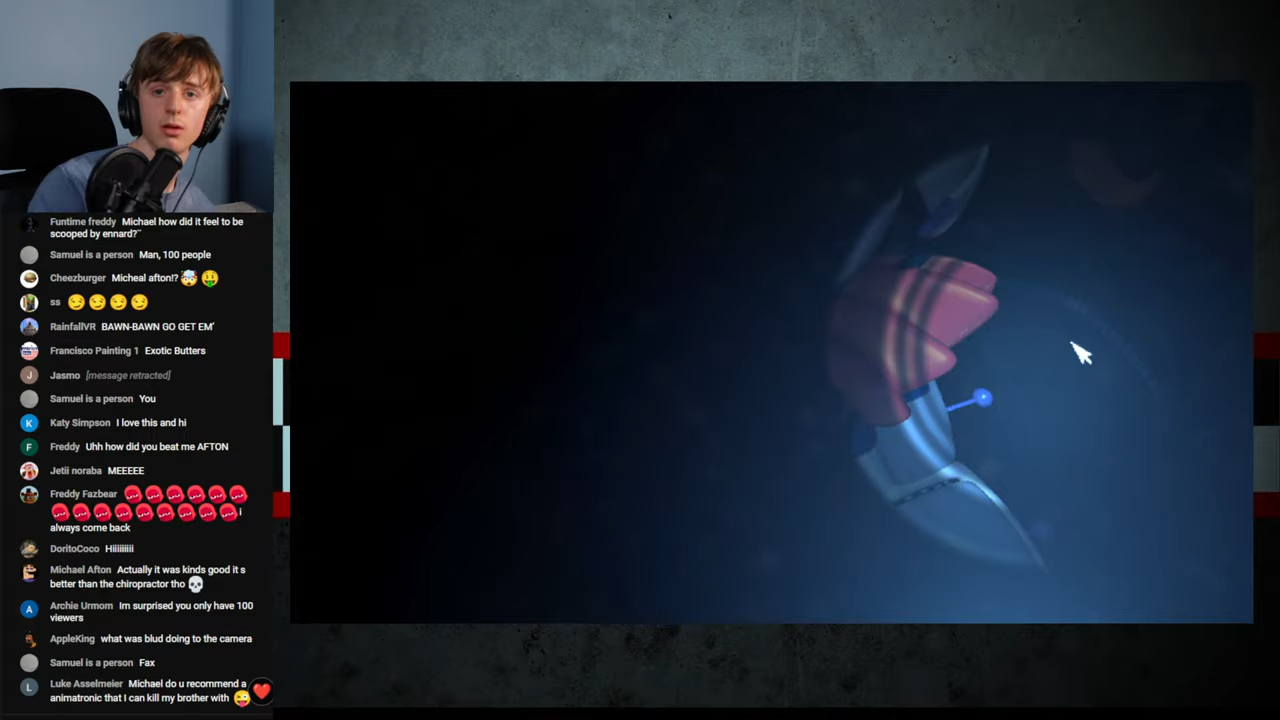 Funtime freddy Michael how did it feel to be
scooped by ennard?"
Samuel is a person Man, 100 people
Cheezburger Micheal afton!? 🤯 🤑
ss 😏 😏 😏 😏
RainfallVR BAWN-BAWN GO GET EM'
Francisco Painting 1 Exotic Butters
J Jasmo [message retracted]
Samuel is a person You
K Katy Simpson I love this and hi
F Freddy Uhh how did you beat me AFTON
Jetii noraba MEEEEE
Freddy Fazbear
i
always come back
DoritoCoco Hiiiiiiiii
Michael Afton Actually it was kinds good it s
better than the chiropractor tho 💀
A Archie Urmom Im surprised you only have 100
viewers
AppleKing what was blud doing to the camera
Samuel is a person Fax
L Luke Asselmeier Michael do u recommend a
animatronic that I can kill my brother with 😜